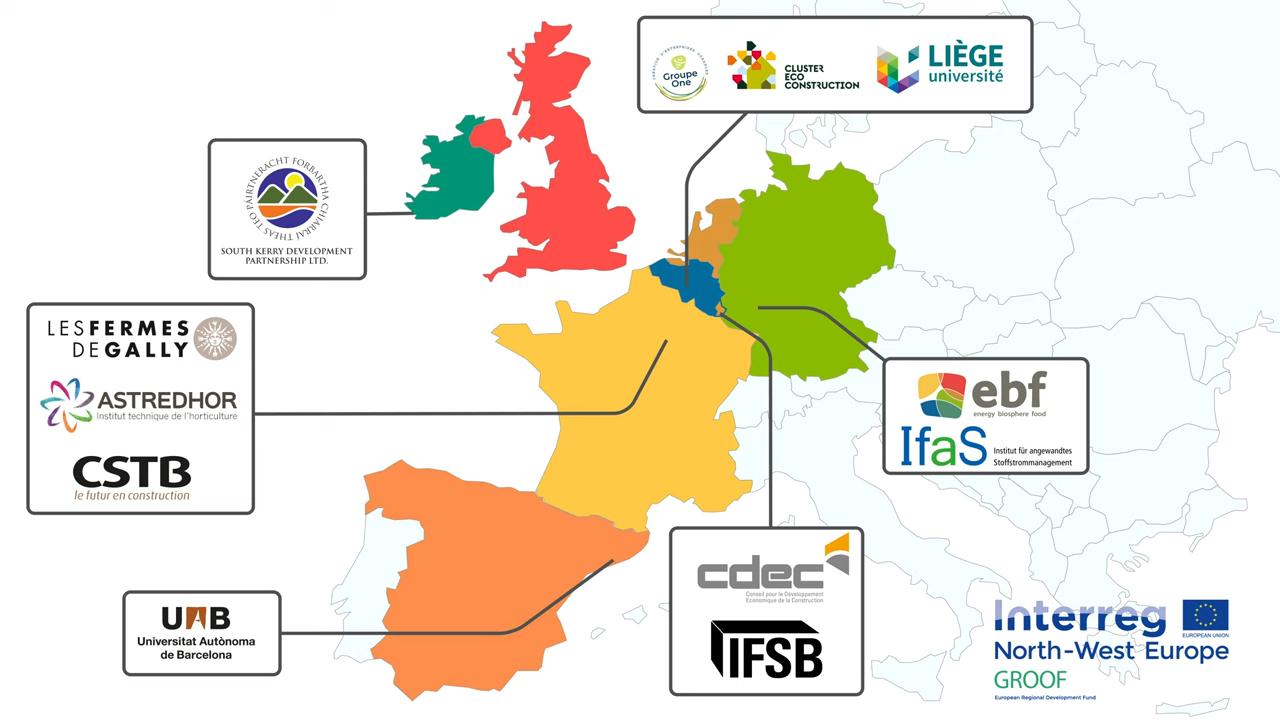 Groupe
One
CLUSTER
ECO
CONSTRUCTION
LIÈGE
université
SOUTH KERRY DEVELOPMENT
PARTNERSHIP LTD.
LES FERMES
DE GALLY
ASTREDHOR
Institut technique de l'horticulture
CSTB
le futur en construction
ebf
energy biosphere food
IfaS
Institut für angewandtes
Stoffstrommanagement
cdec
Conseil pour le Développement
Economique de la Construction
IFSB
UAB
Universitat Autònoma
de Barcelona
Interreg
EUROPEAN UNION
North-West Europe
GROOF
European Regional Development Fund